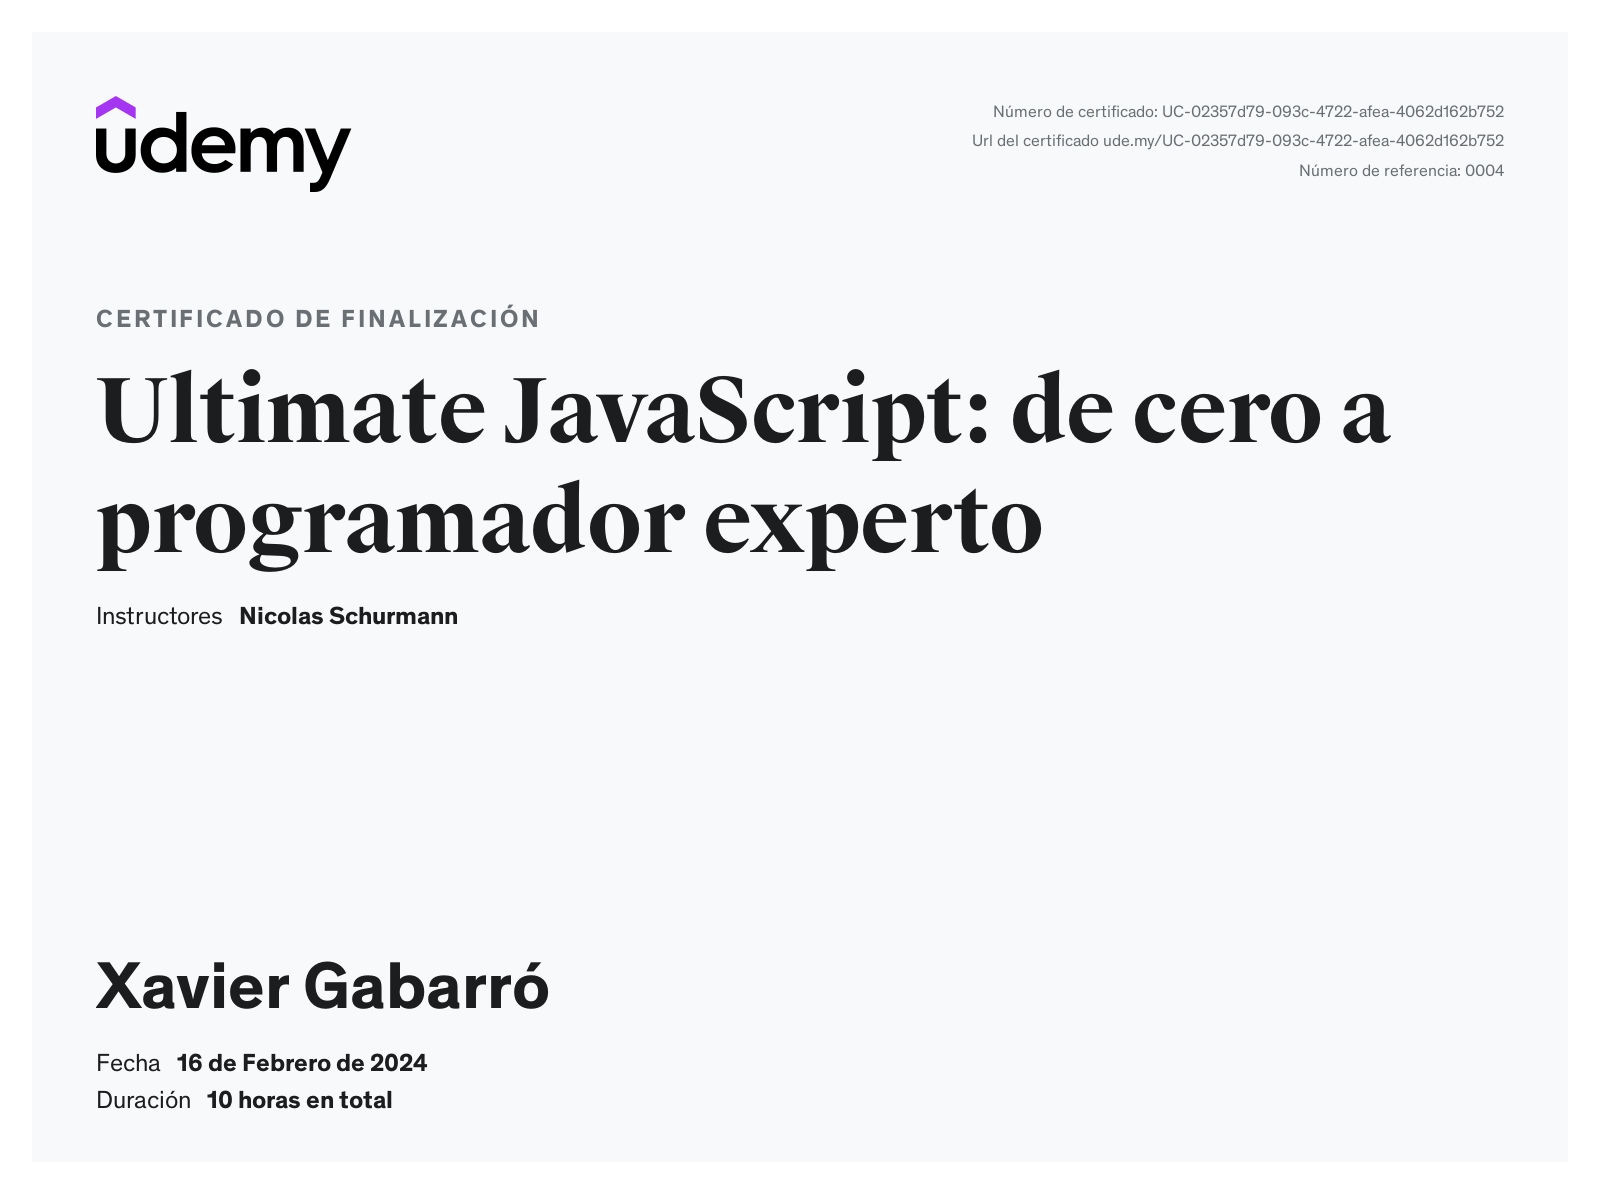 udemy
Número de certificado: UC-02357d79-093c-4722-afea-4062d162b752
Url del certificado ude.my/UC-02357d79-093c-4722-afea-4062d162b752
Número de referencia: 0004
CERTIFICADO DE FINALIZACIÓN
Ultimate JavaScript: de cero a
programador experto
Instructores Nicolas Schurmann
Xavier Gabarró
Fecha 16 de Febrero de 2024
Duración 10 horas en total